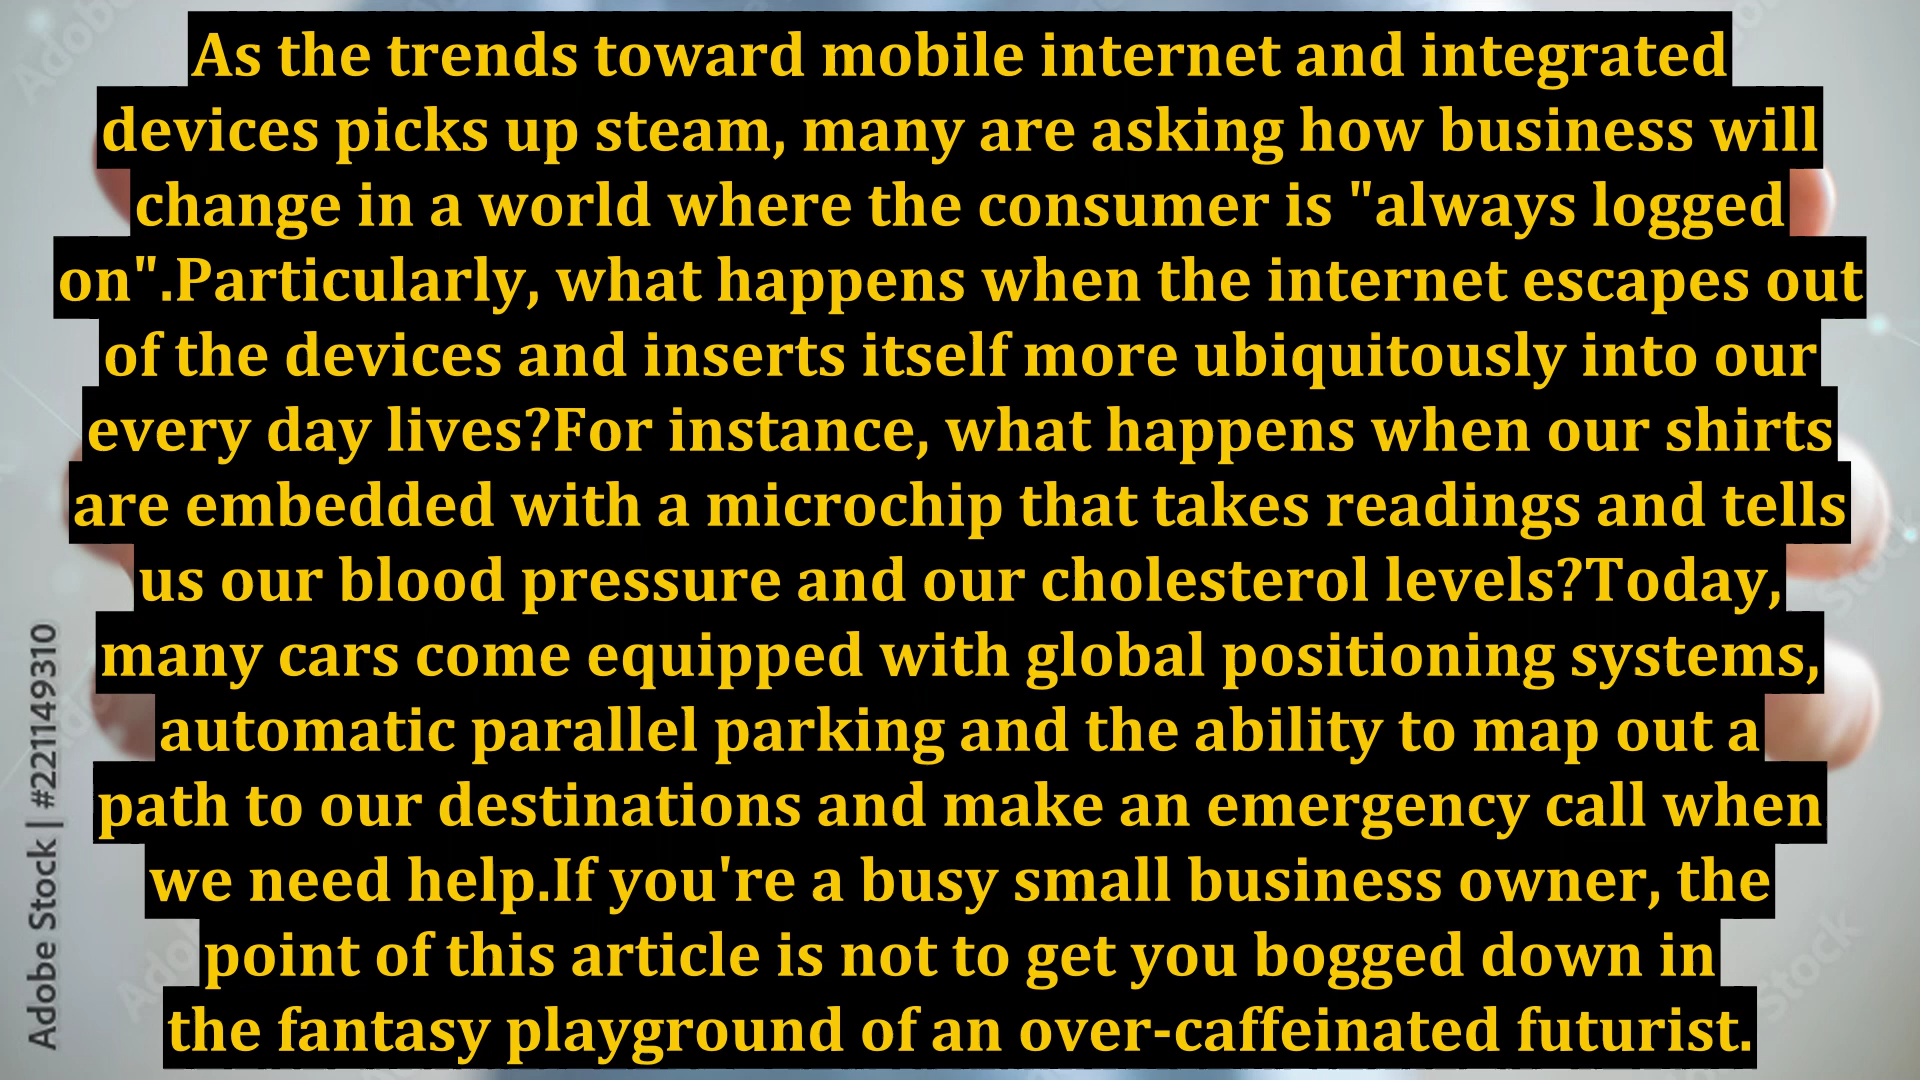 As the trends toward mobile internet and integrated
devices picks up steam, many are asking how business will
change in a world where the consumer is "always logged
on".Particularly, what happens when the internet escapes out
of the devices and inserts itself more ubiquitously into our
every day lives?For instance, what happens when our shirts
are embedded with a microchip that takes readings and tells
us our blood pressure and our cholesterol levels?Today,
many cars come equipped with global positioning systems,
automatic parallel parking and the ability to map out a
path to our destinations and make an emergency call when
we need help.If you're a busy small business owner, the
point of this article is not to get you bogged down in
the fantasy playground of an over-caffeinated futurist.
Adobe Stock | #221149310